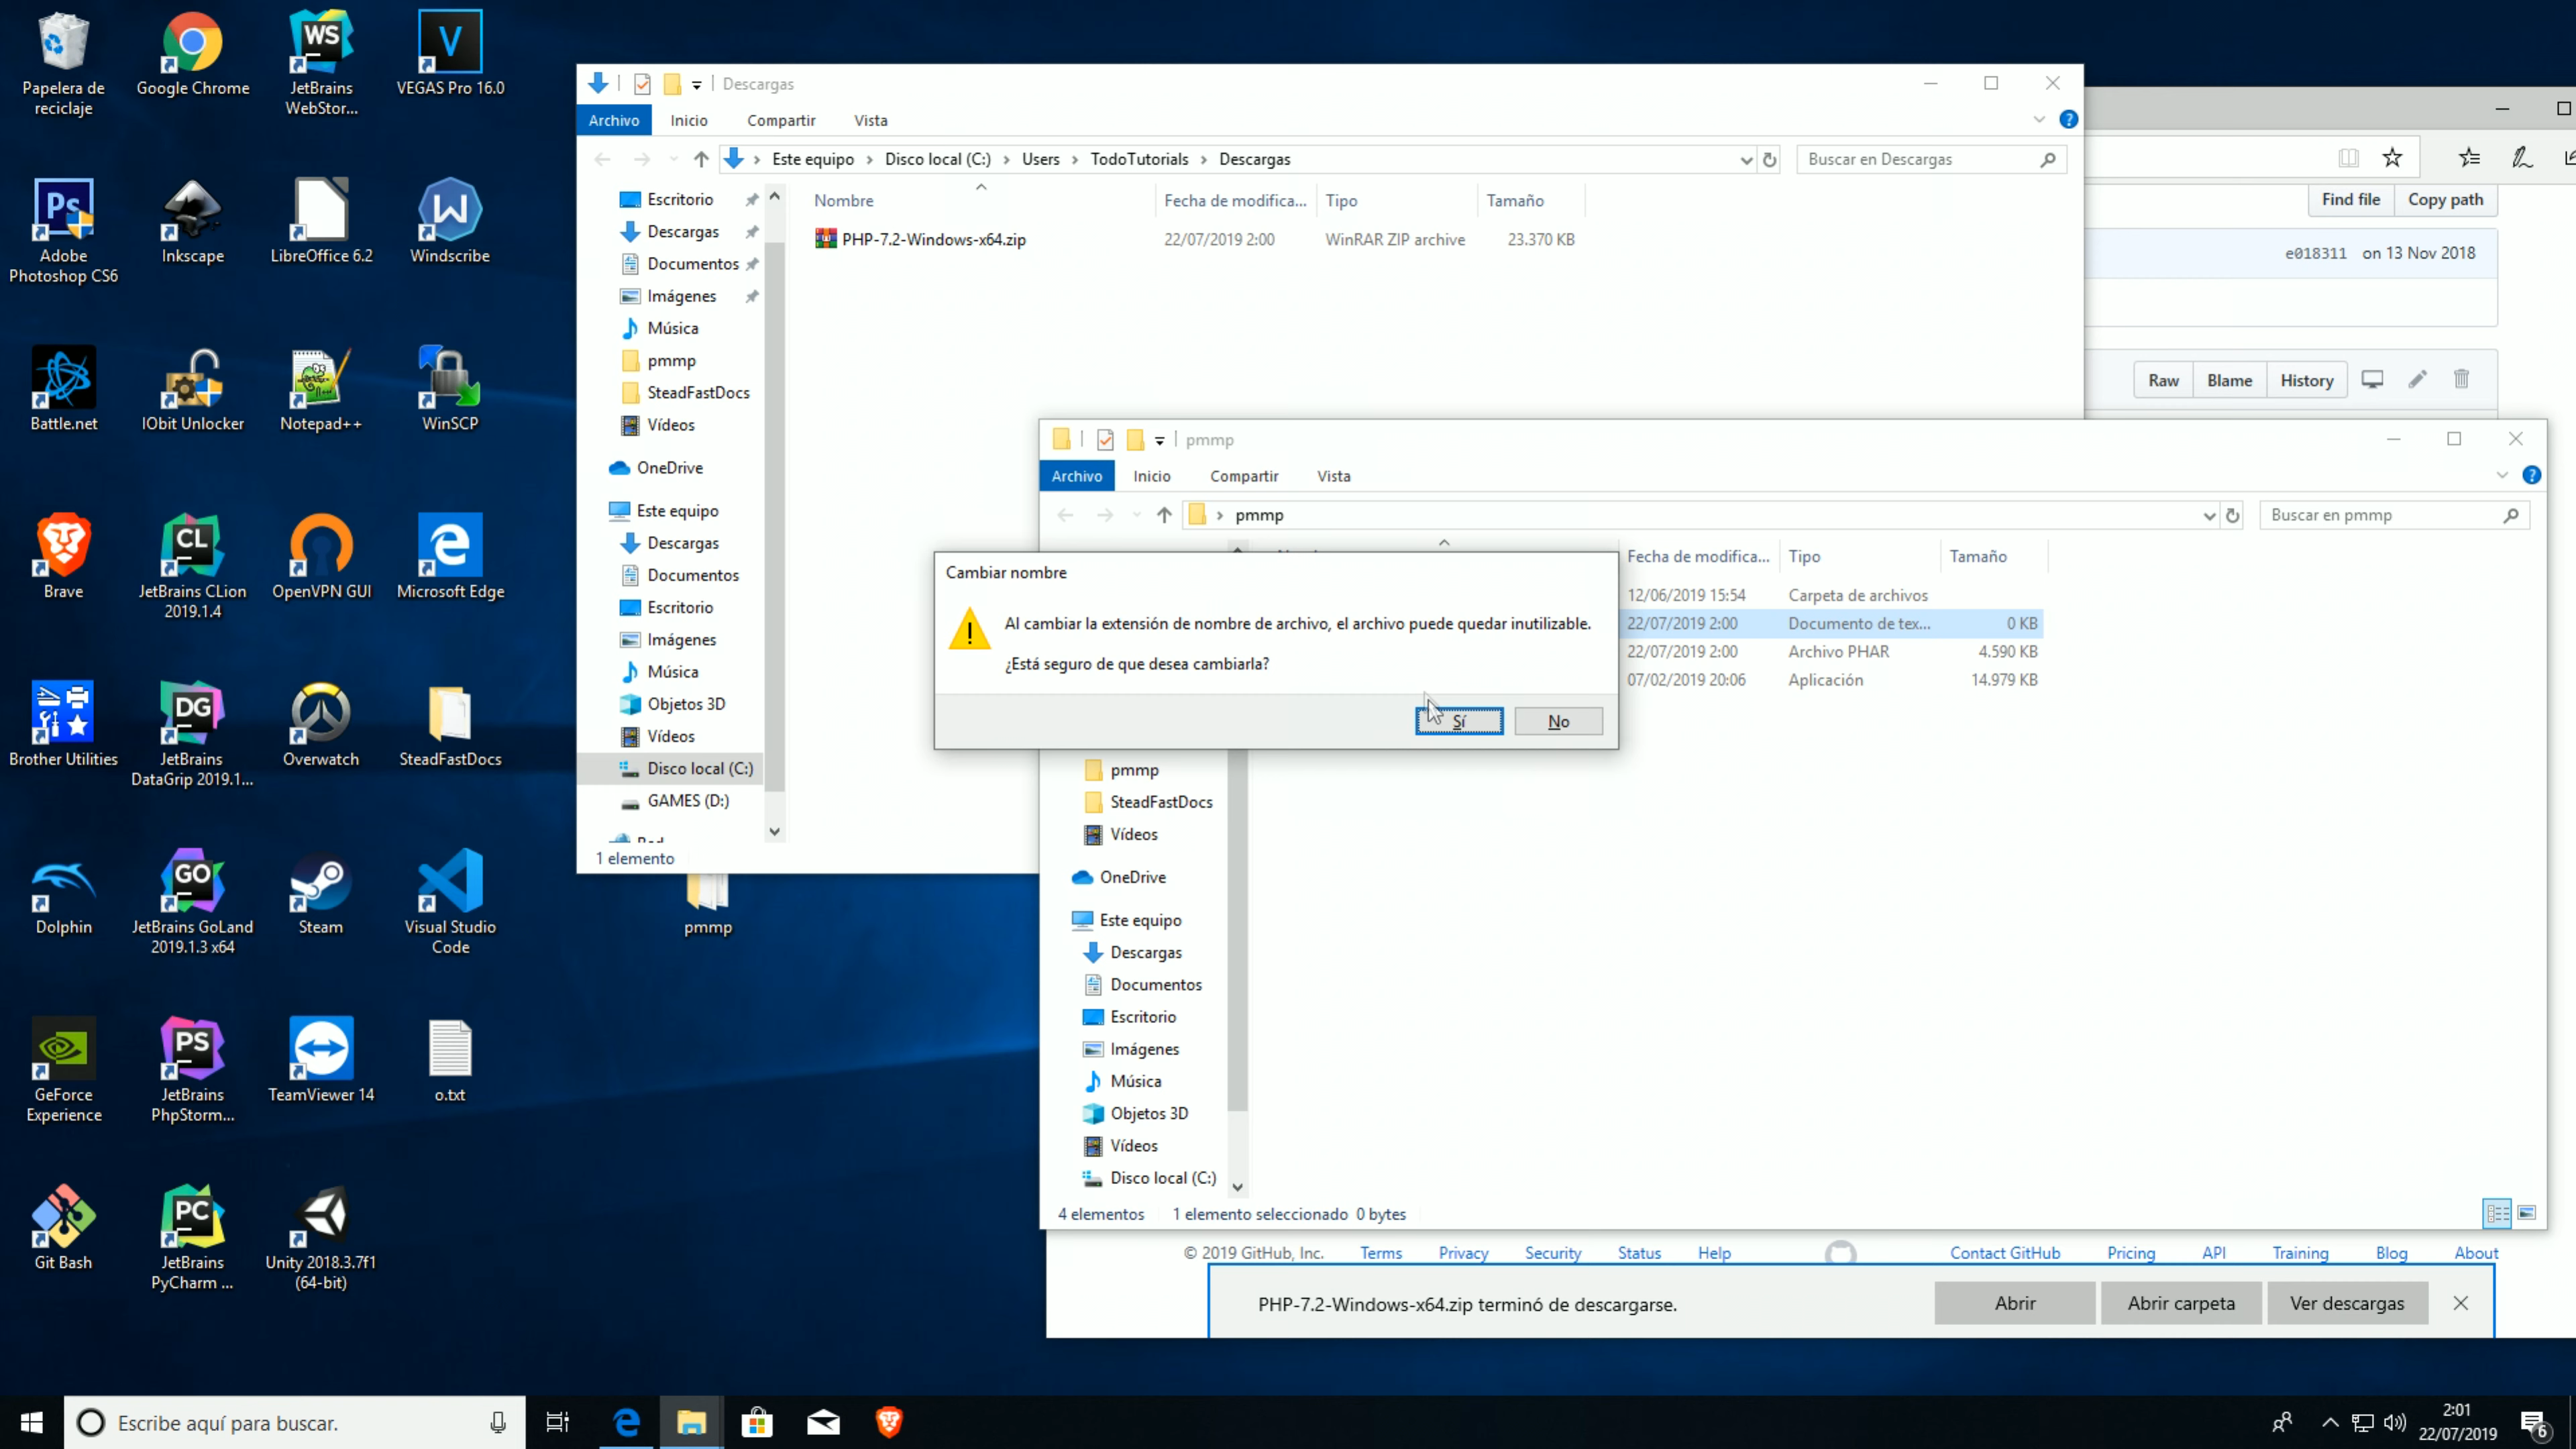 Papelera de
reciclaje
Google Chrome
JetBrains
WebStor...
VEGAS Pro 16.0
Adobe
Photoshop CS6
Inkscape
LibreOffice 6.2
Windscribe
Battle.net
IObit Unlocker
Notepad++
WinSCP
Brave
JetBrains CLion
2019.1.4
OpenVPN GUI
Microsoft Edge
Brother Utilities
JetBrains
DataGrip 2019.1...
Overwatch
SteadFastDocs
Dolphin
JetBrains GoLand
2019.1.3 x64
Steam
Visual Studio
Code
GeForce
Experience
JetBrains
PhpStorm...
TeamViewer 14
o.txt
Git Bash
JetBrains
PyCharm ...
Unity 2018.3.7f1
(64-bit)
pmmp
Descargas
Archivo Inicio Compartir Vista
Este equipo > Disco local (C:) > Users > TodoTutorials > Descargas
Buscar en Descargas
Nombre Fecha de modifica... Tipo Tamaño
PHP-7.2-Windows-x64.zip 22/07/2019 2:00 WinRAR ZIP archive 23.370 KB
Escritorio
Descargas
Documentos
Imágenes
Música
pmmp
SteadFastDocs
Vídeos
OneDrive
Este equipo
Descargas
Documentos
Escritorio
Imágenes
Música
Objetos 3D
Vídeos
Disco local (C:)
GAMES (D:)
1 elemento
Find file Copy path
e018311 on 13 Nov 2018
Raw Blame History
pmmp
Archivo Inicio Compartir Vista
> pmmp
Buscar en pmmp
Fecha de modifica... Tipo Tamaño
12/06/2019 15:54 Carpeta de archivos
22/07/2019 2:00 Documento de tex... 0 KB
22/07/2019 2:00 Archivo PHAR 4.590 KB
07/02/2019 20:06 Aplicación 14.979 KB
Cambiar nombre
Al cambiar la extensión de nombre de archivo, el archivo puede quedar inutilizable.
¿Está seguro de que desea cambiarla?
Sí No
pmmp
SteadFastDocs
Vídeos
OneDrive
Este equipo
Descargas
Documentos
Escritorio
Imágenes
Música
Objetos 3D
Vídeos
Disco local (C:)
4 elementos 1 elemento seleccionado 0 bytes
© 2019 GitHub, Inc. Terms Privacy Security Status Help Contact GitHub Pricing API Training Blog About
PHP-7.2-Windows-x64.zip terminó de descargarse.
Abrir Abrir carpeta Ver descargas
Escribe aquí para buscar.
2:01
22/07/2019
6